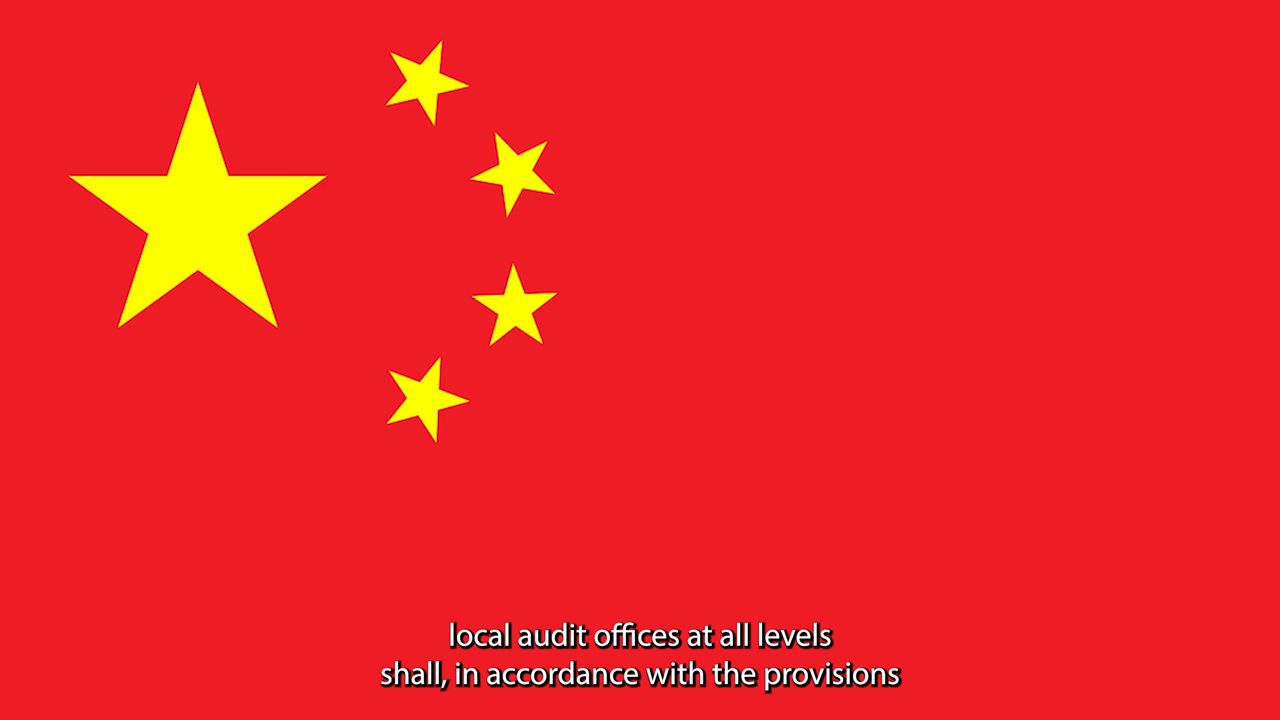 local audit offices at all levels
shall, in accordance with the provisions